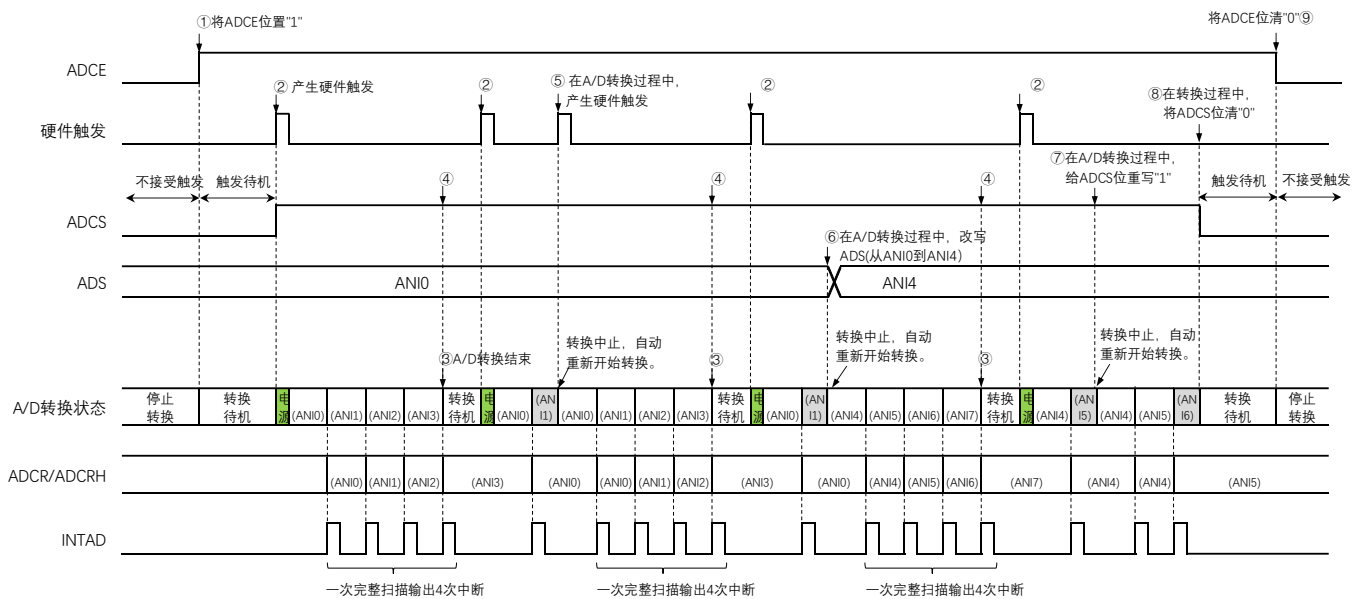 ①将ADCE位置"1"
将ADCE位清"0"⑨
ADCE
② 产生硬件触发
②
⑤ 在A/D转换过程中，
产生硬件触发
②
②
⑧在转换过程中，
将ADCS位清"0"
硬件触发
⑦在A/D转换过程中，
给ADCS位重写"1"
不接受触发
触发待机
④
④
④
触发待机
不接受触发
ADCS
⑥在A/D转换过程中，改写
ADS(从ANI0到ANI4）
ADS
ANI0
ANI4
③A/D转换结束
转换中止，自动
重新开始转换。
③
转换中止，自动
重新开始转换。
③
转换中止，自动
重新开始转换。
A/D转换状态
停止
转换
转换
待机
电
源
(ANI0)
(ANI1)
(ANI2)
(ANI3)
转换
待机
电
源
(ANI0)
(AN
I1)
(ANI0)
(ANI1)
(ANI2)
(ANI3)
转换
待机
电
源
(ANI0)
(AN
I1)
(ANI4)
(ANI5)
(ANI6)
(ANI7)
转换
待机
电
源
(ANI4)
(AN
I5)
(ANI4)
(ANI5)
(AN
I6)
转换
待机
停止
转换
ADCR/ADCRH
(ANI0)
(ANI1)
(ANI2)
(ANI3)
(ANI0)
(ANI0)
(ANI1)
(ANI2)
(ANI3)
(ANI0)
(ANI4)
(ANI5)
(ANI6)
(ANI7)
(ANI4)
(ANI4)
(ANI5)
INTAD
一次完整扫描输出4次中断
一次完整扫描输出4次中断
一次完整扫描输出4次中断